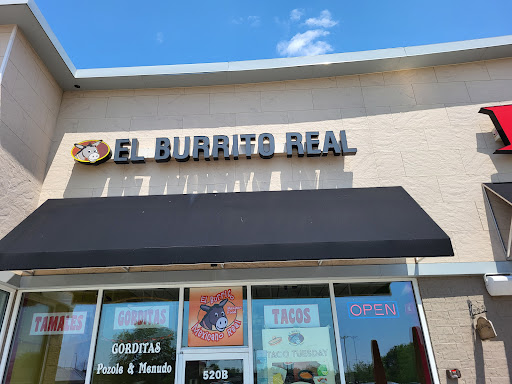 EL BURRITO REAL
TAMALES
GORDITAS
TACOS
OPEN
GORDITAS
Pozole & Menudo
TACO TUESDAY
520B